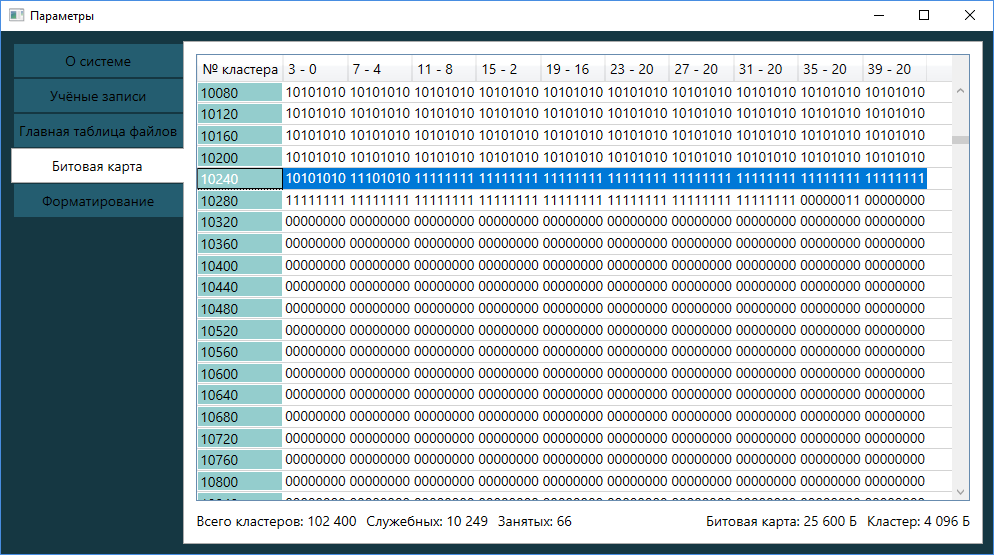 Параметры
О системе
Учёные записи
Главная таблица файлов
Битовая карта
Форматирование
№ кластера 3 - 0 7 - 4 11 - 8 15 - 2 19 - 16 23 - 20 27 - 20 31 - 20 35 - 20 39 - 20
10080 10101010 10101010 10101010 10101010 10101010 10101010 10101010 10101010 10101010 10101010
10120 10101010 10101010 10101010 10101010 10101010 10101010 10101010 10101010 10101010 10101010
10160 10101010 10101010 10101010 10101010 10101010 10101010 10101010 10101010 10101010 10101010
10200 10101010 10101010 10101010 10101010 10101010 10101010 10101010 10101010 10101010 10101010
10240 10101010 11101010 11111111 11111111 11111111 11111111 11111111 11111111 11111111 11111111
10280 11111111 11111111 11111111 11111111 11111111 11111111 11111111 11111111 00000011 00000000
10320 00000000 00000000 00000000 00000000 00000000 00000000 00000000 00000000 00000000 00000000
10360 00000000 00000000 00000000 00000000 00000000 00000000 00000000 00000000 00000000 00000000
10400 00000000 00000000 00000000 00000000 00000000 00000000 00000000 00000000 00000000 00000000
10440 00000000 00000000 00000000 00000000 00000000 00000000 00000000 00000000 00000000 00000000
10480 00000000 00000000 00000000 00000000 00000000 00000000 00000000 00000000 00000000 00000000
10520 00000000 00000000 00000000 00000000 00000000 00000000 00000000 00000000 00000000 00000000
10560 00000000 00000000 00000000 00000000 00000000 00000000 00000000 00000000 00000000 00000000
10600 00000000 00000000 00000000 00000000 00000000 00000000 00000000 00000000 00000000 00000000
10640 00000000 00000000 00000000 00000000 00000000 00000000 00000000 00000000 00000000 00000000
10680 00000000 00000000 00000000 00000000 00000000 00000000 00000000 00000000 00000000 00000000
10720 00000000 00000000 00000000 00000000 00000000 00000000 00000000 00000000 00000000 00000000
10760 00000000 00000000 00000000 00000000 00000000 00000000 00000000 00000000 00000000 00000000
10800 00000000 00000000 00000000 00000000 00000000 00000000 00000000 00000000 00000000 00000000
Всего кластеров: 102 400 Служебных: 10 249 Занятых: 66 Битовая карта: 25 600 Б Кластер: 4 096 Б